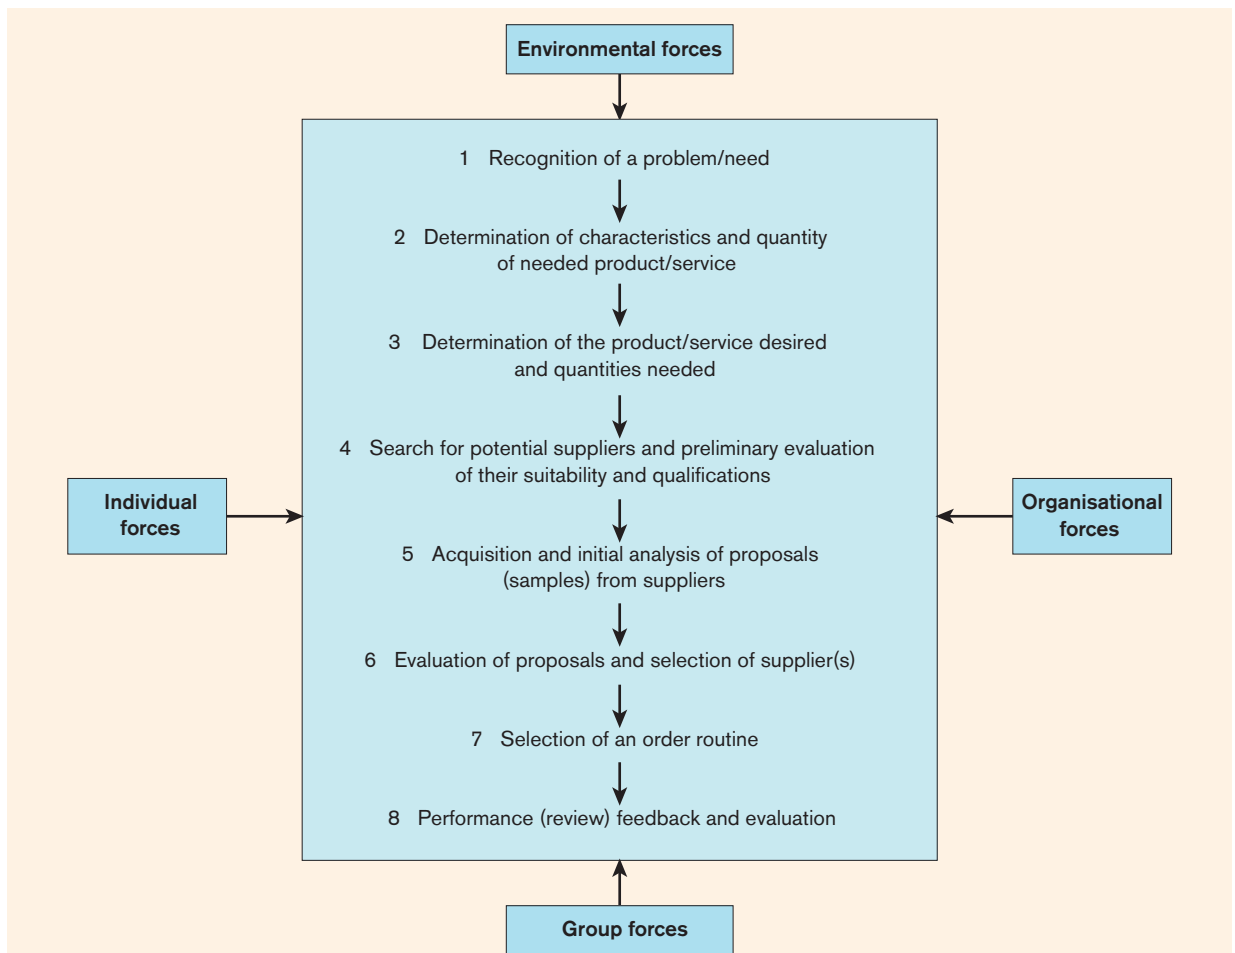 Environmental forces
1 Recognition of a problem/need
2 Determination of characteristics and quantity
of needed product/service
3 Determination of the product/service desired
and quantities needed
4 Search for potential suppliers and preliminary evaluation
of their suitability and qualifications
Individual
forces
Organisational
forces
5 Acquisition and initial analysis of proposals
(samples) from suppliers
6 Evaluation of proposals and selection of supplier(s)
7 Selection of an order routine
8 Performance (review) feedback and evaluation
Group forces